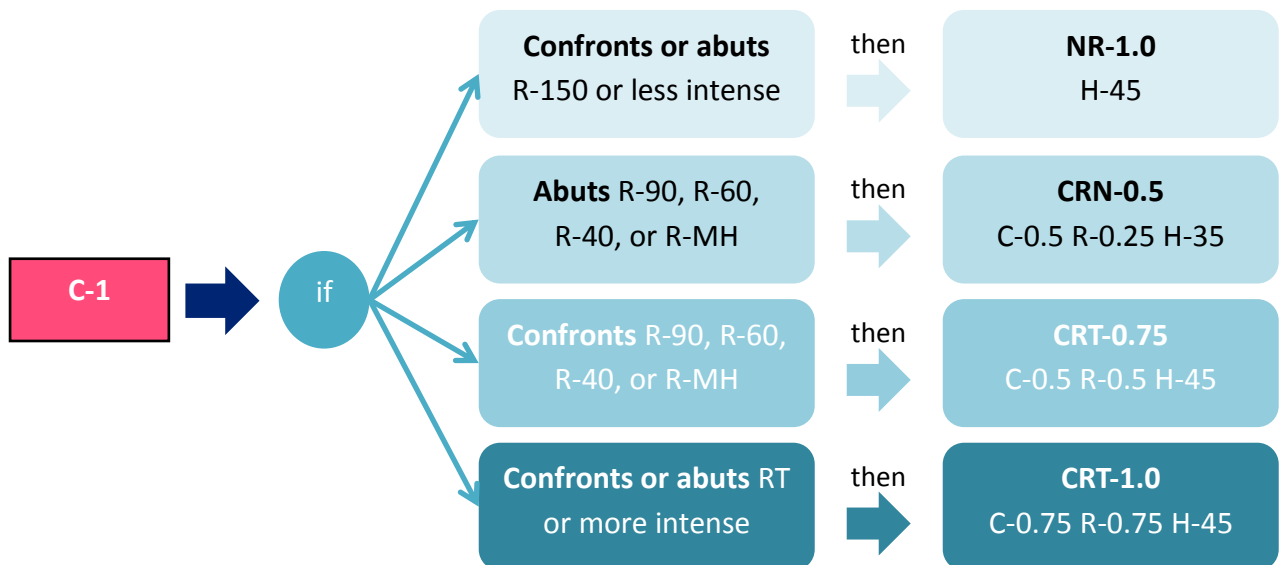 C-1
if
Confronts or abuts
R-150 or less intense
then
NR-1.0
H-45
Abuts R-90, R-60,
R-40, or R-MH
then
CRN-0.5
C-0.5 R-0.25 H-35
Confronts R-90, R-60,
R-40, or R-MH
then
CRT-0.75
C-0.5 R-0.5 H-45
Confronts or abuts RT
or more intense
then
CRT-1.0
C-0.75 R-0.75 H-45